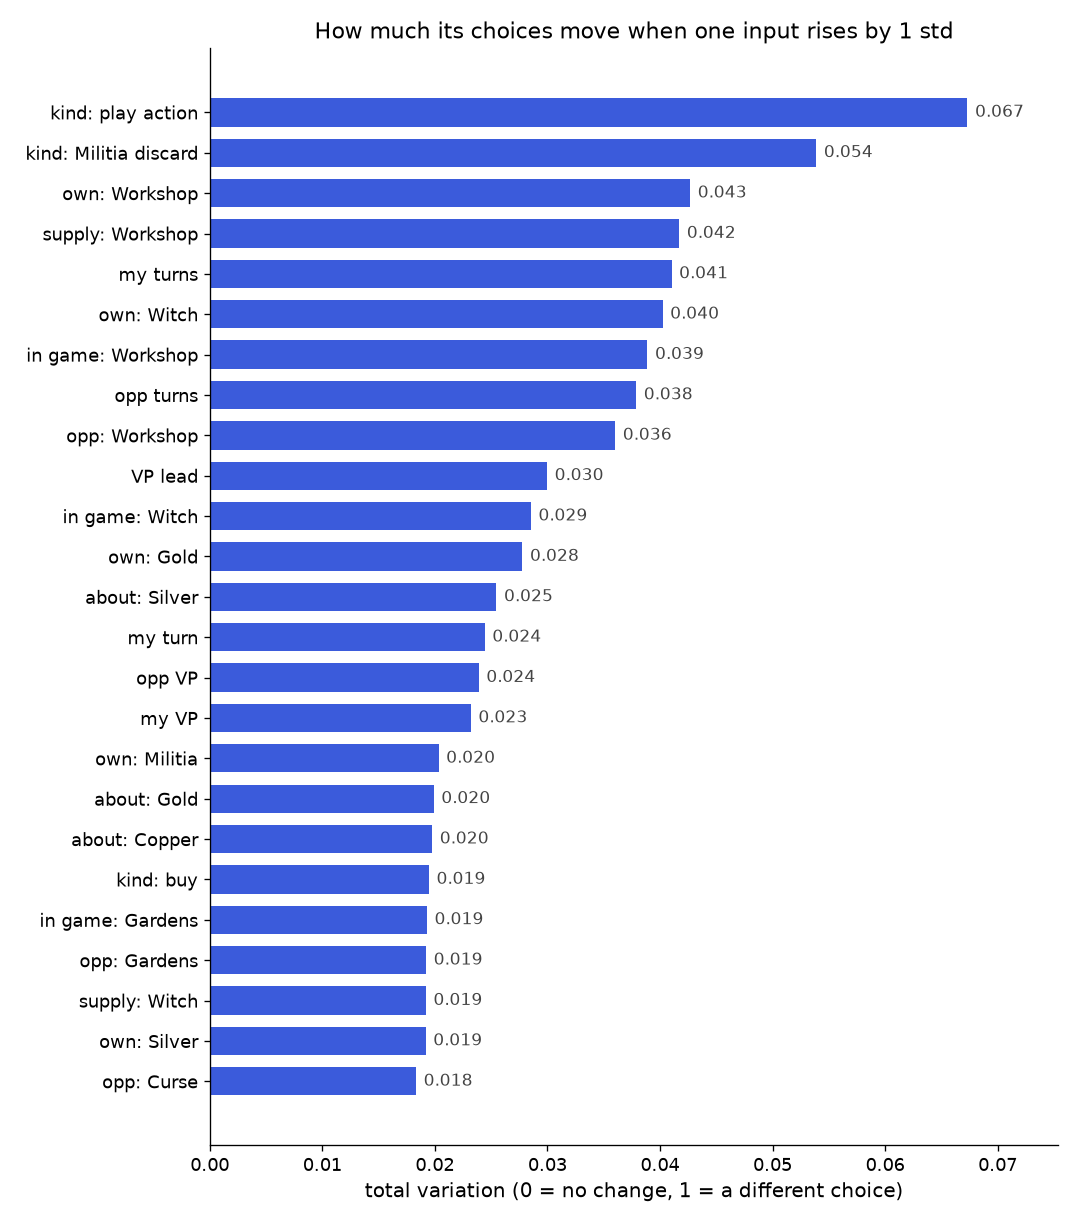 How much its choices move when one input rises by 1 std
kind: play action 0.067
kind: Militia discard 0.054
own: Workshop 0.043
supply: Workshop 0.042
my turns 0.041
own: Witch 0.040
in game: Workshop 0.039
opp turns 0.038
opp: Workshop 0.036
VP lead 0.030
in game: Witch 0.029
own: Gold 0.028
about: Silver 0.025
my turn 0.024
opp VP 0.024
my VP 0.023
own: Militia 0.020
about: Gold 0.020
about: Copper 0.020
kind: buy 0.019
in game: Gardens 0.019
opp: Gardens 0.019
supply: Witch 0.019
own: Silver 0.019
opp: Curse 0.018
0.00 0.01 0.02 0.03 0.04 0.05 0.06 0.07
total variation (0 = no change, 1 = a different choice)